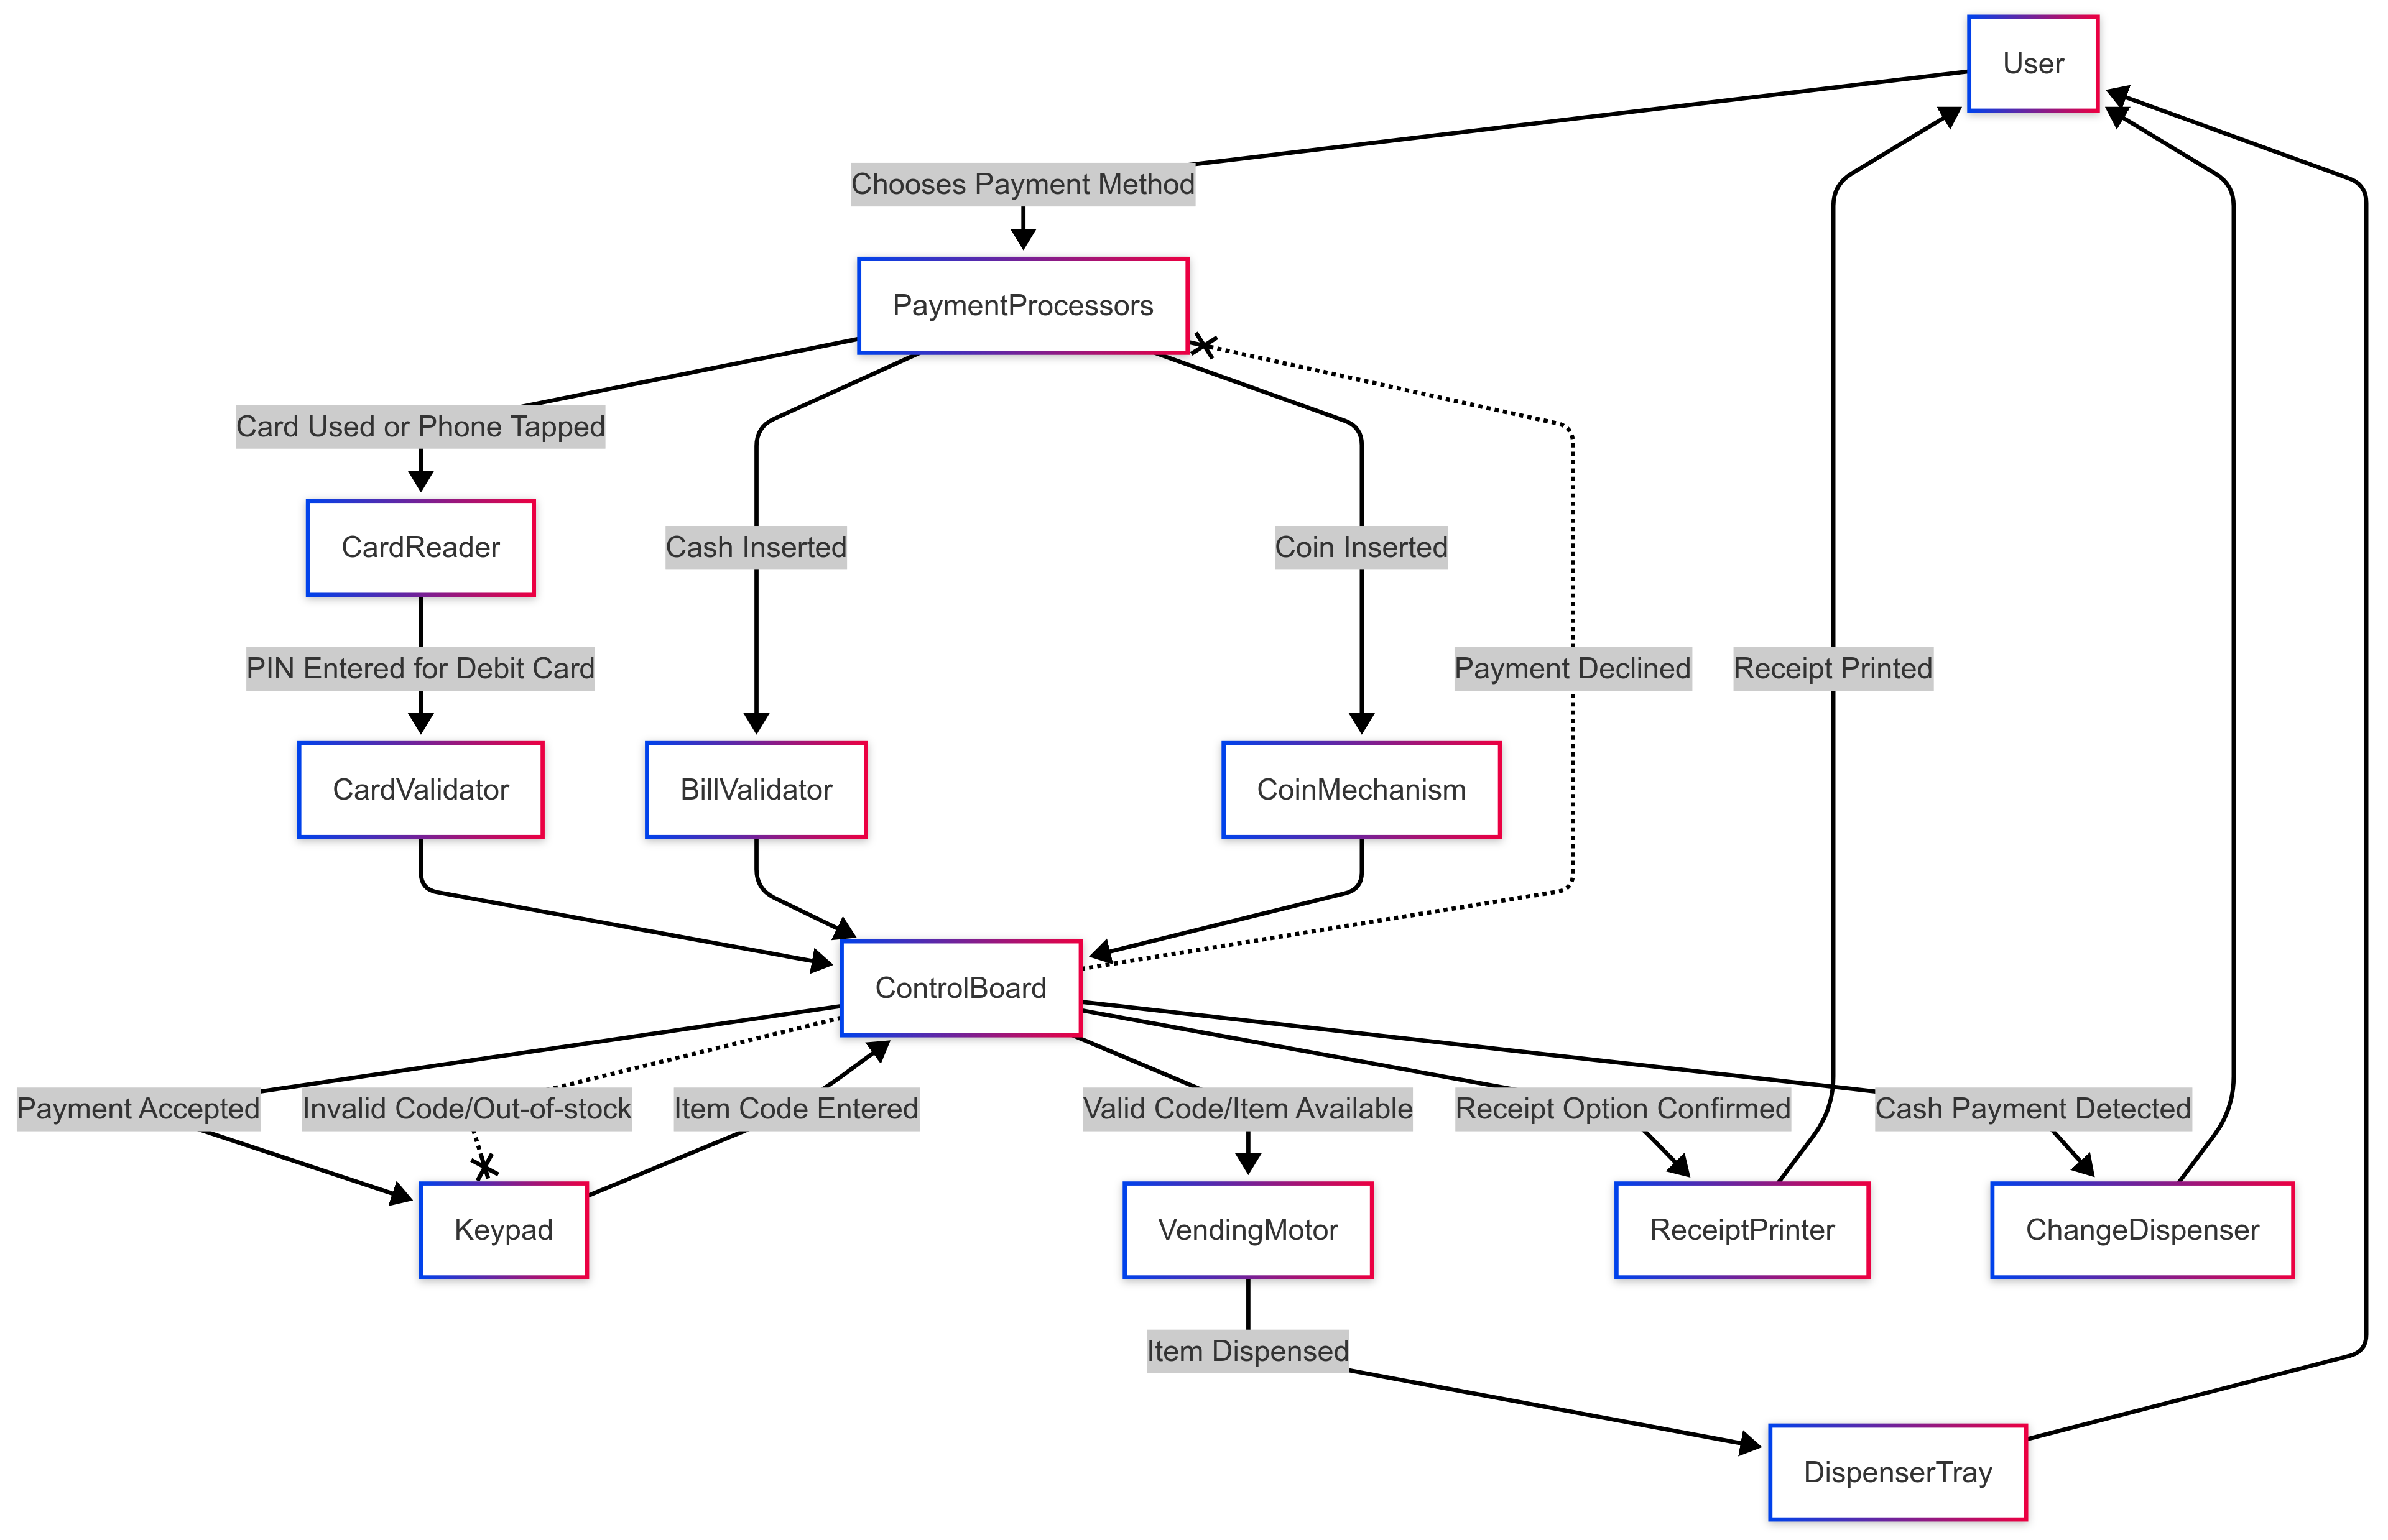 User
Chooses Payment Method
PaymentProcessors
Card Used or Phone Tapped
CardReader
Cash Inserted
Coin Inserted
PIN Entered for Debit Card
Payment Declined
Receipt Printed
CardValidator
BillValidator
CoinMechanism
ControlBoard
Payment Accepted
Invalid Code/Out-of-stock
Item Code Entered
Valid Code/Item Available
Receipt Option Confirmed
Cash Payment Detected
Keypad
VendingMotor
ReceiptPrinter
ChangeDispenser
Item Dispensed
DispenserTray